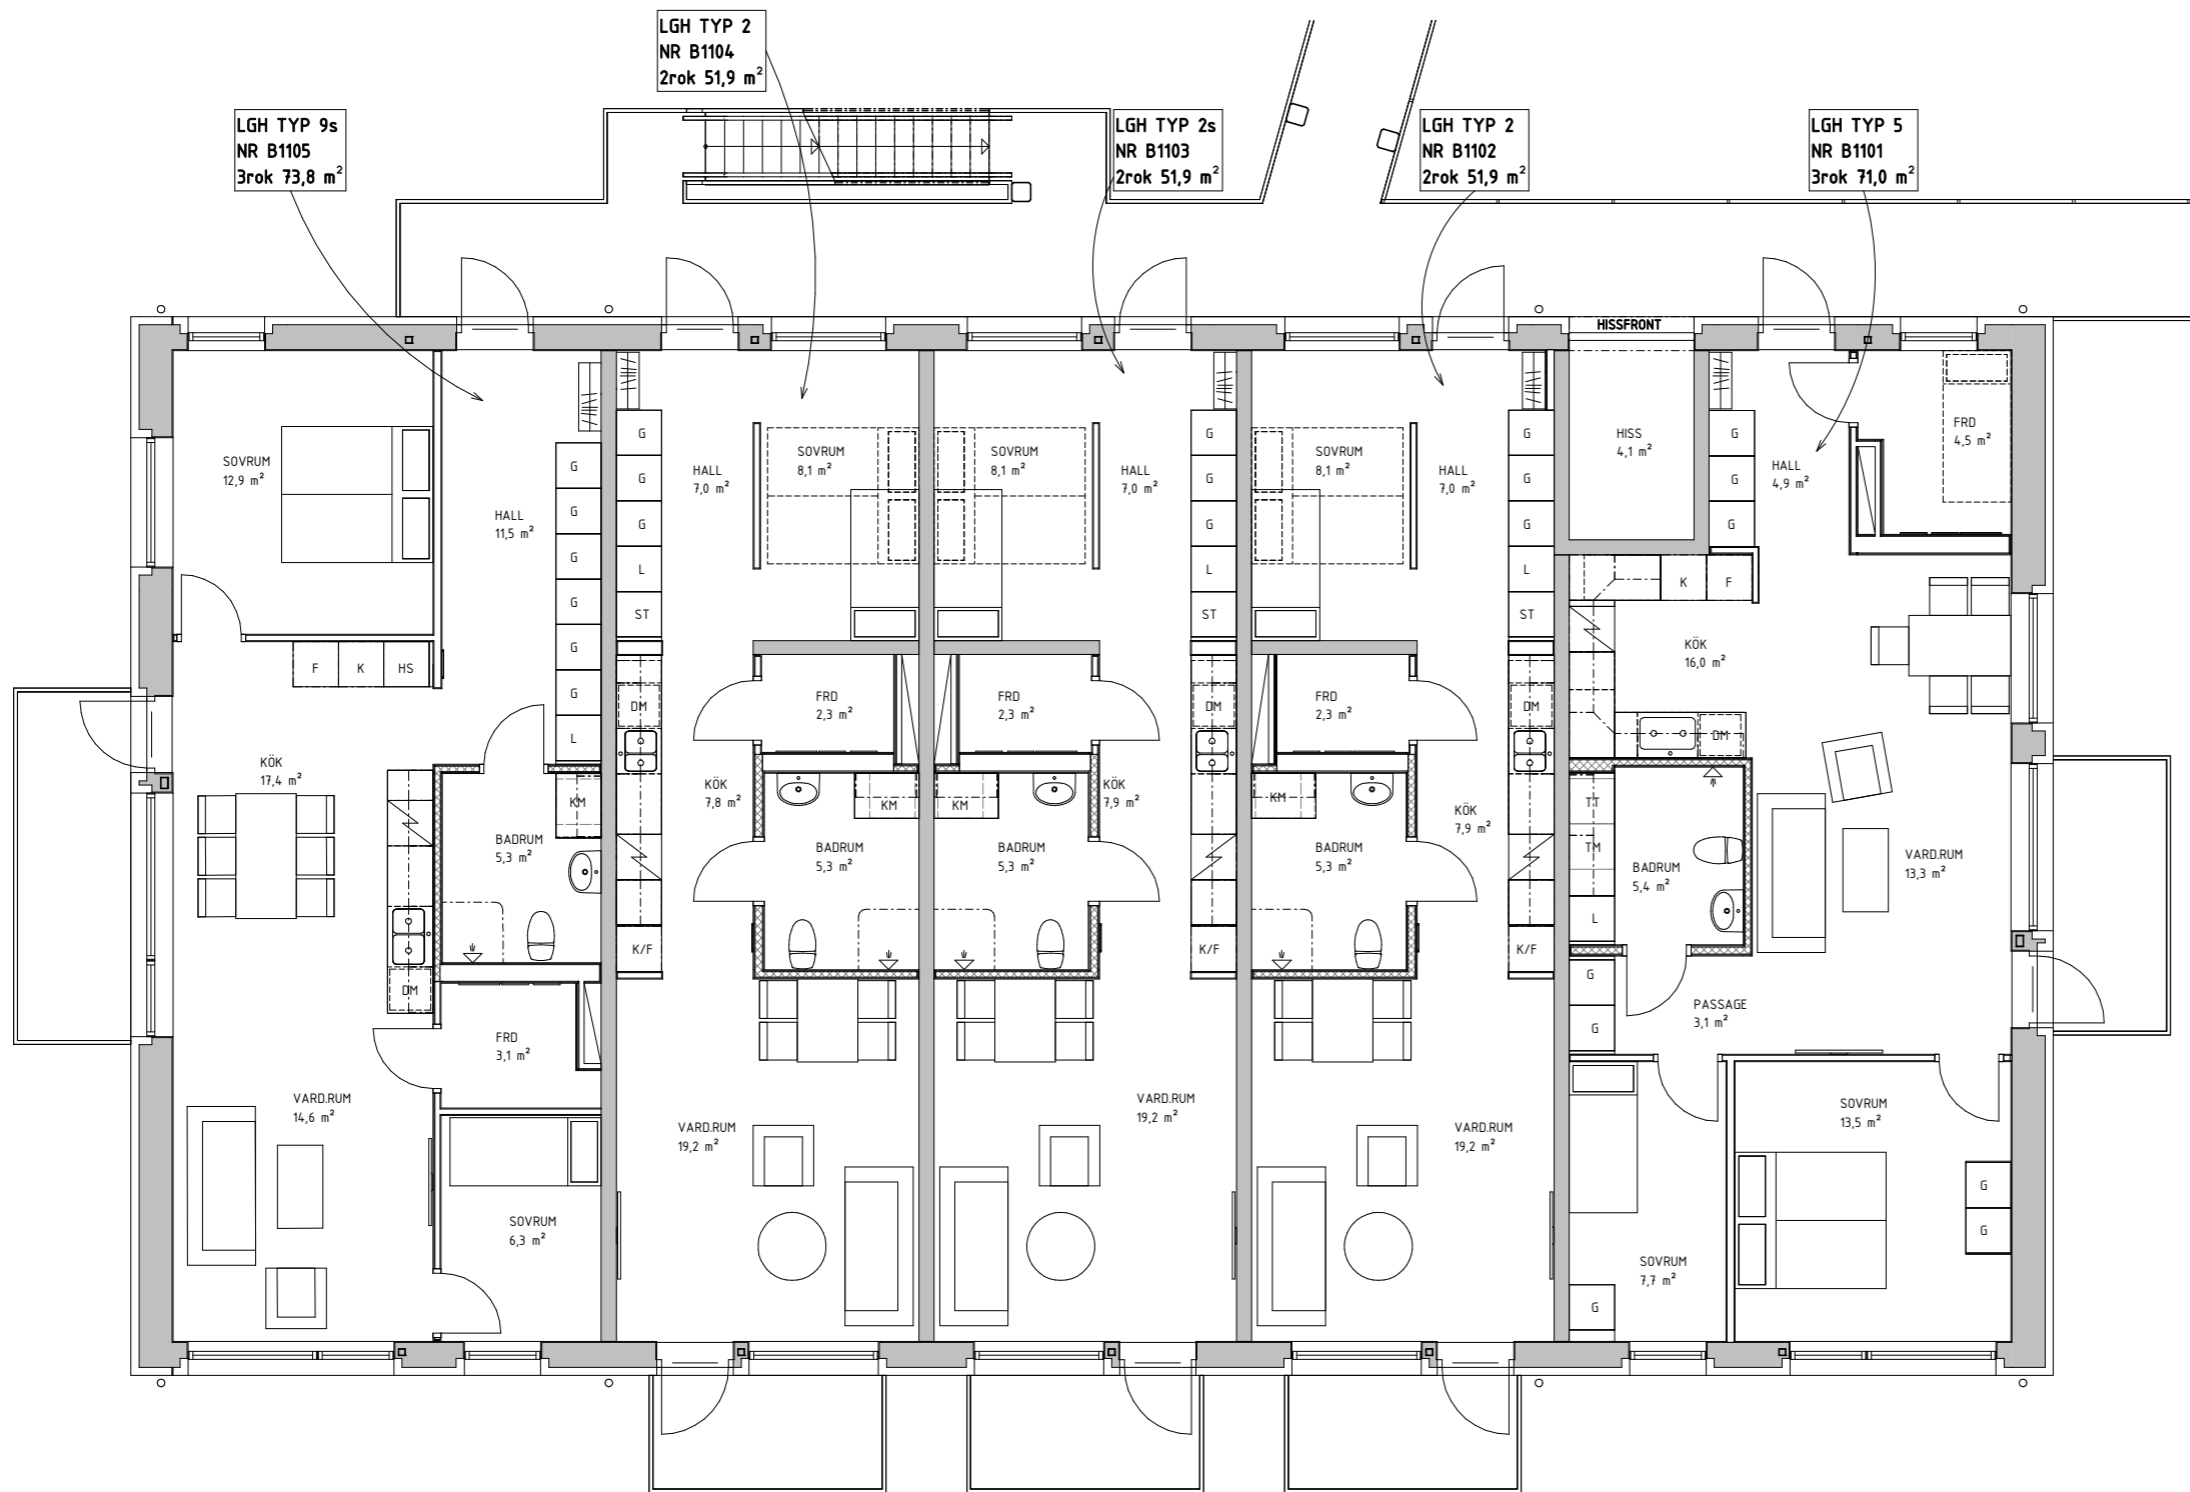 LGH TYP 2
NR B1104
2rok 51,9 m²
LGH TYP 9s
NR B1105
3rok 73,8 m²
LGH TYP 2s
NR B1103
2rok 51,9 m²
LGH TYP 2
NR B1102
2rok 51,9 m²
LGH TYP 5
NR B1101
3rok 71,0 m²
HISSFRONT
SOVRUM
12,9 m²
HALL
11,5 m²
G
G
G
G
G
G
L
F
K
HS
KÖK
17,4 m²
KM
BADRUM
5,3 m²
DM
FRD
3,1 m²
VARD.RUM
14,6 m²
SOVRUM
6,3 m²
G
G
G
L
ST
HALL
7,0 m²
SOVRUM
8,1 m²
DM
FRD
2,3 m²
KÖK
7,8 m²
KM
BADRUM
5,3 m²
K/F
VARD.RUM
19,2 m²
SOVRUM
8,1 m²
HALL
7,0 m²
G
G
G
L
ST
FRD
2,3 m²
DM
KM
KÖK
7,9 m²
BADRUM
5,3 m²
K/F
VARD.RUM
19,2 m²
SOVRUM
8,1 m²
HALL
7,0 m²
G
G
G
L
ST
FRD
2,3 m²
DM
KM
KÖK
7,9 m²
BADRUM
5,3 m²
K/F
VARD.RUM
19,2 m²
HISS
4,1 m²
G
G
G
HALL
4,9 m²
FRD
4,5 m²
K
F
KÖK
16,0 m²
DM
TT
TM
L
BADRUM
5,4 m²
VARD.RUM
13,3 m²
G
G
PASSAGE
3,1 m²
SOVRUM
13,5 m²
G
G
SOVRUM
7,7 m²
G